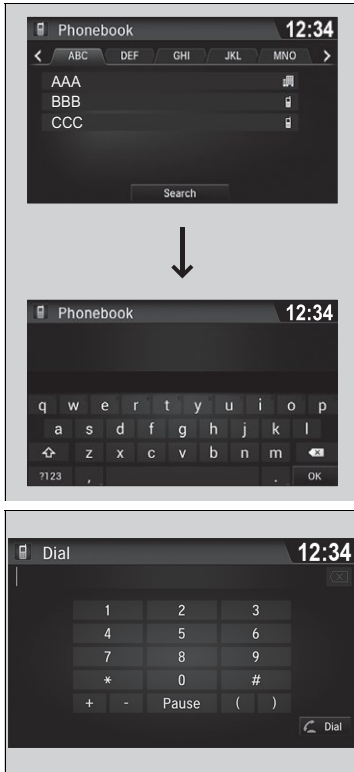 Phonebook 12:34
ABC DEF GHI JKL MNO
AAA
BBB
CCC
Search
Phonebook 12:34
q w e r t y u i o p
a s d f g h j k l
z x c v b n m
?123 , . OK
Dial 12:34
1 2 3
4 5 6
7 8 9
* 0 #
+ - Pause ( )
Dial